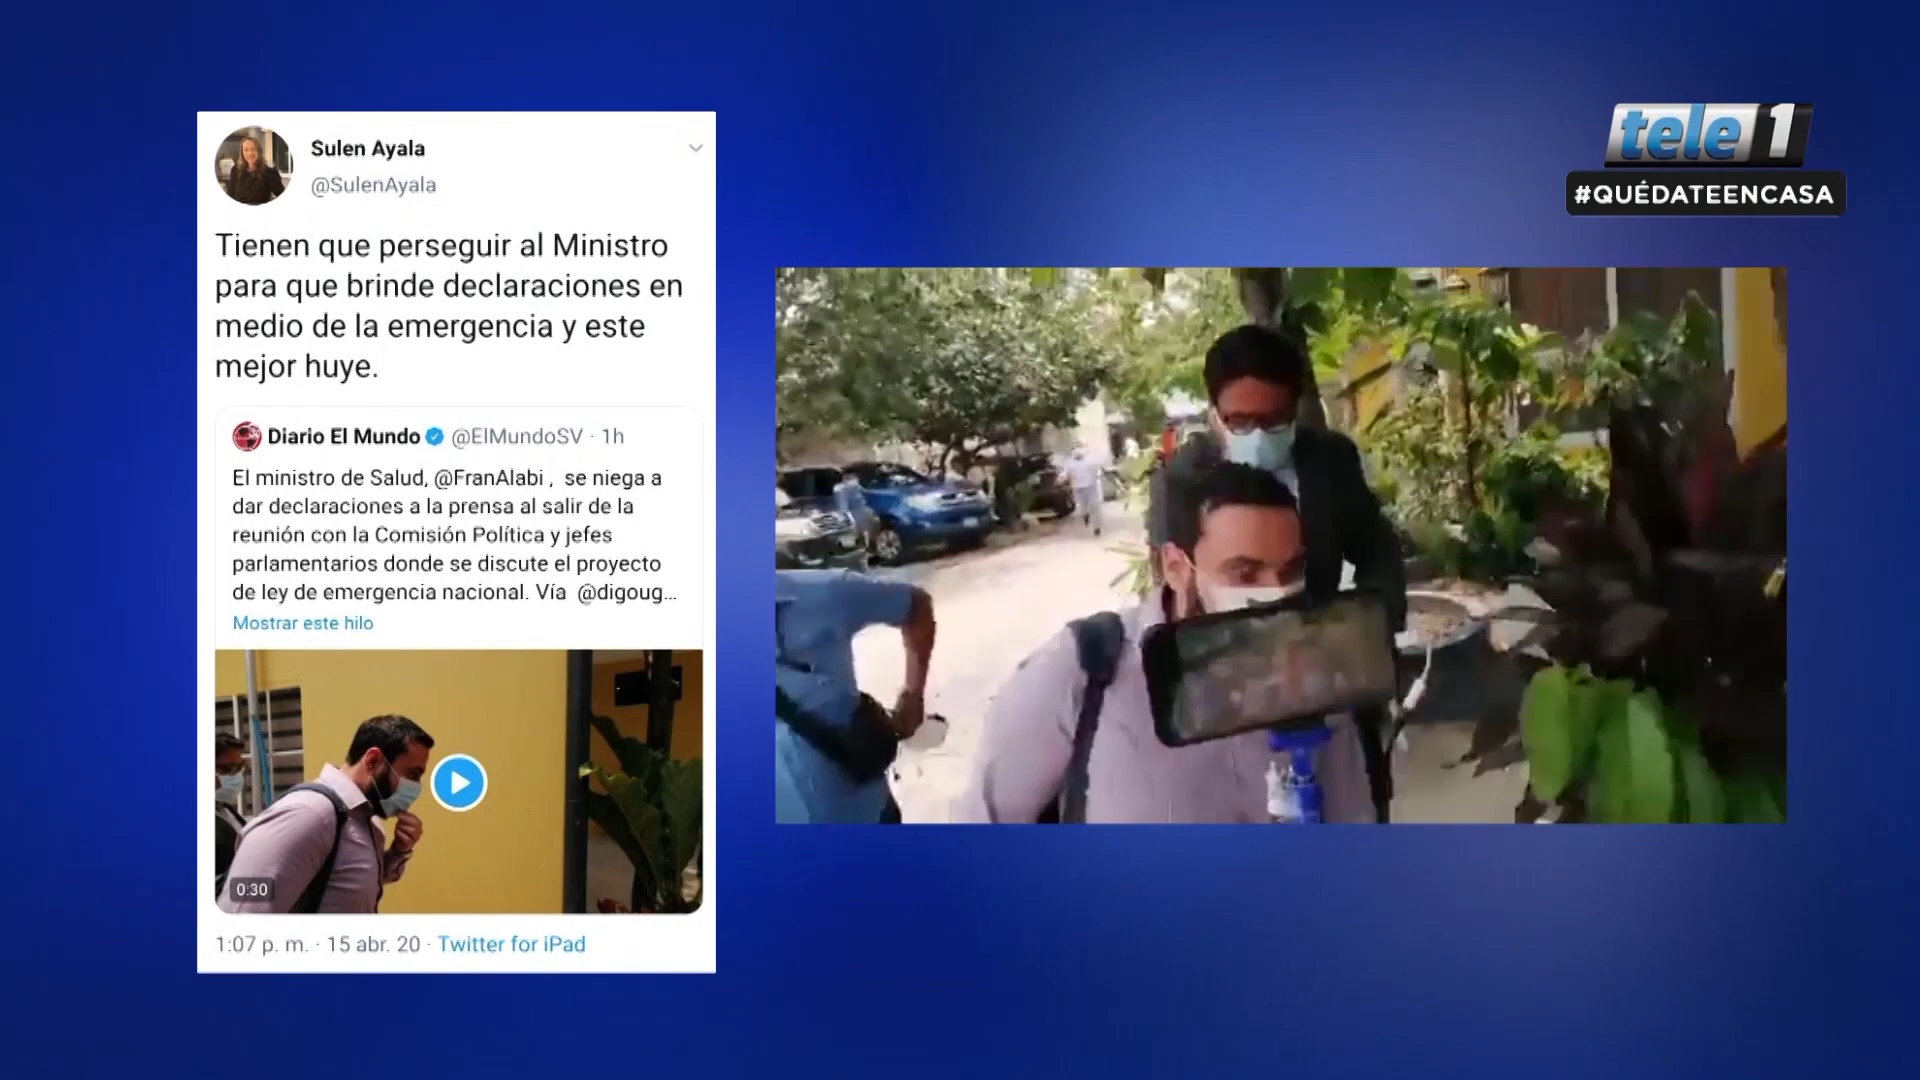 Sulen Ayala
@SulenAyala
Tienen que perseguir al Ministro
para que brinde declaraciones en
medio de la emergencia y este
mejor huye.
Diario El Mundo @ElMundoSV · 1h
El ministro de Salud, @FranAlabi , se niega a
dar declaraciones a la prensa al salir de la
reunión con la Comisión Política y jefes
parlamentarios donde se discute el proyecto
de ley de emergencia nacional. Vía @digoug...
Mostrar este hilo
0:30
1:07 p. m. · 15 abr. 20 · Twitter for iPad
tele 1
#QUÉDATEENCASA